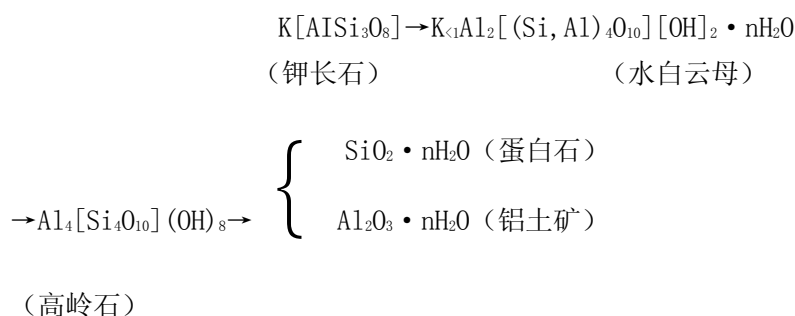 K[AISi₃O₈]→K<₁Al₂[(Si,Al)₄O₁₀][OH]₂·nH₂O
（钾长石） （水白云母）
SiO₂·nH₂O（蛋白石）
→Al₄[Si₄O₁₀](OH)₈→{
Al₂O₃·nH₂O（铝土矿）
（高岭石）